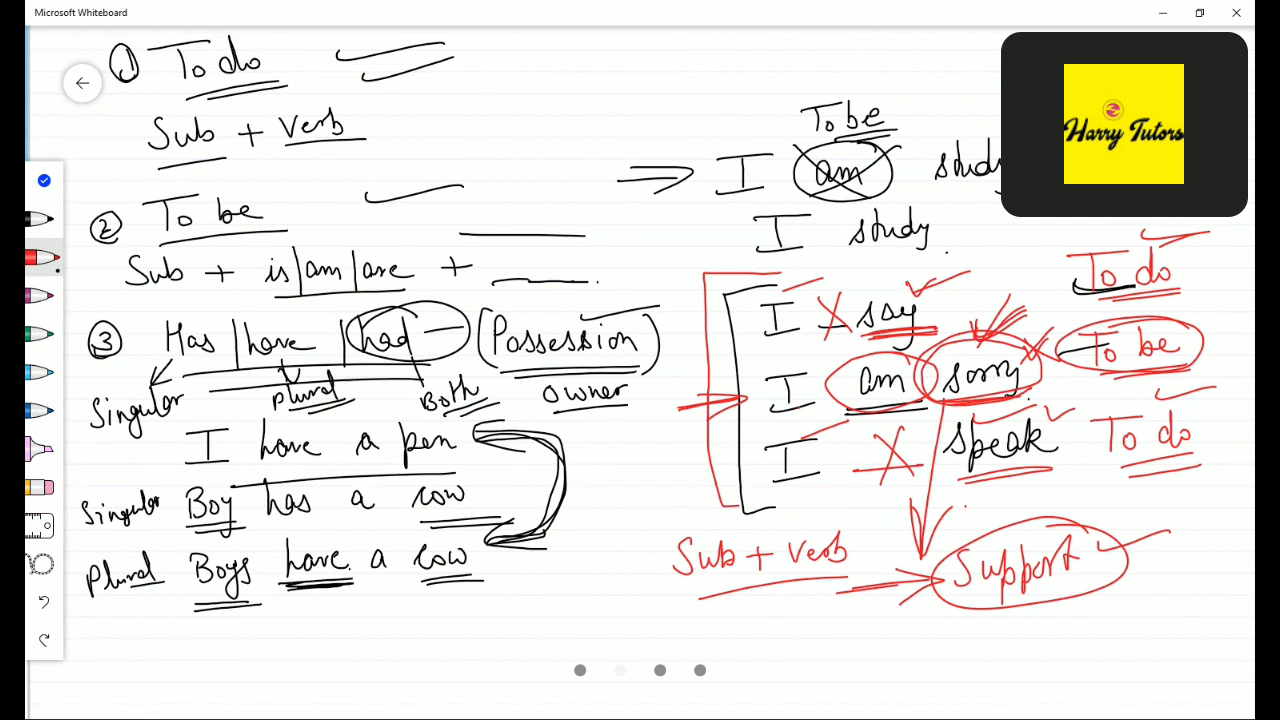 Microsoft Whiteboard
① To do
Sub + Verb
② To be
Sub + is|am|are +
③ Has|have|had (Possession)
Singular Plural Both owner
I have a pen
Singular Boy has a cow
Plural Boys have a cow
To be
I am study
I study.
I say To do
I am sorry. To be
I speak To do
Sub + Verb Support
Harry Tutors